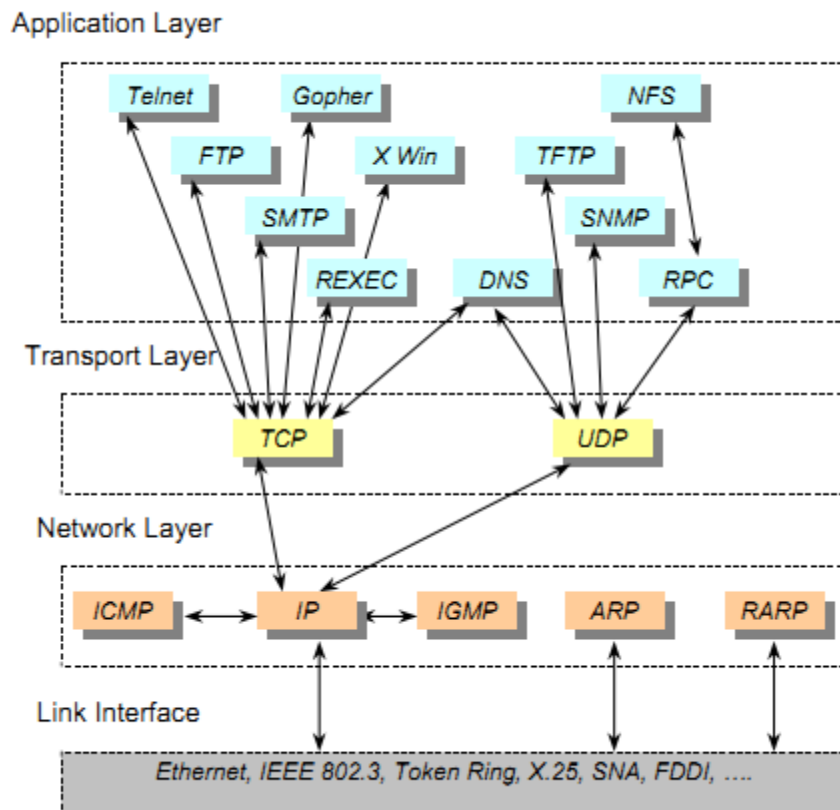 Application Layer
Telnet
Gopher
NFS
FTP
X Win
TFTP
SMTP
SNMP
REXEC
DNS
RPC
Transport Layer
TCP
UDP
Network Layer
ICMP
IP
IGMP
ARP
RARP
Link Interface
Ethernet, IEEE 802.3, Token Ring, X.25, SNA, FDDI, ....